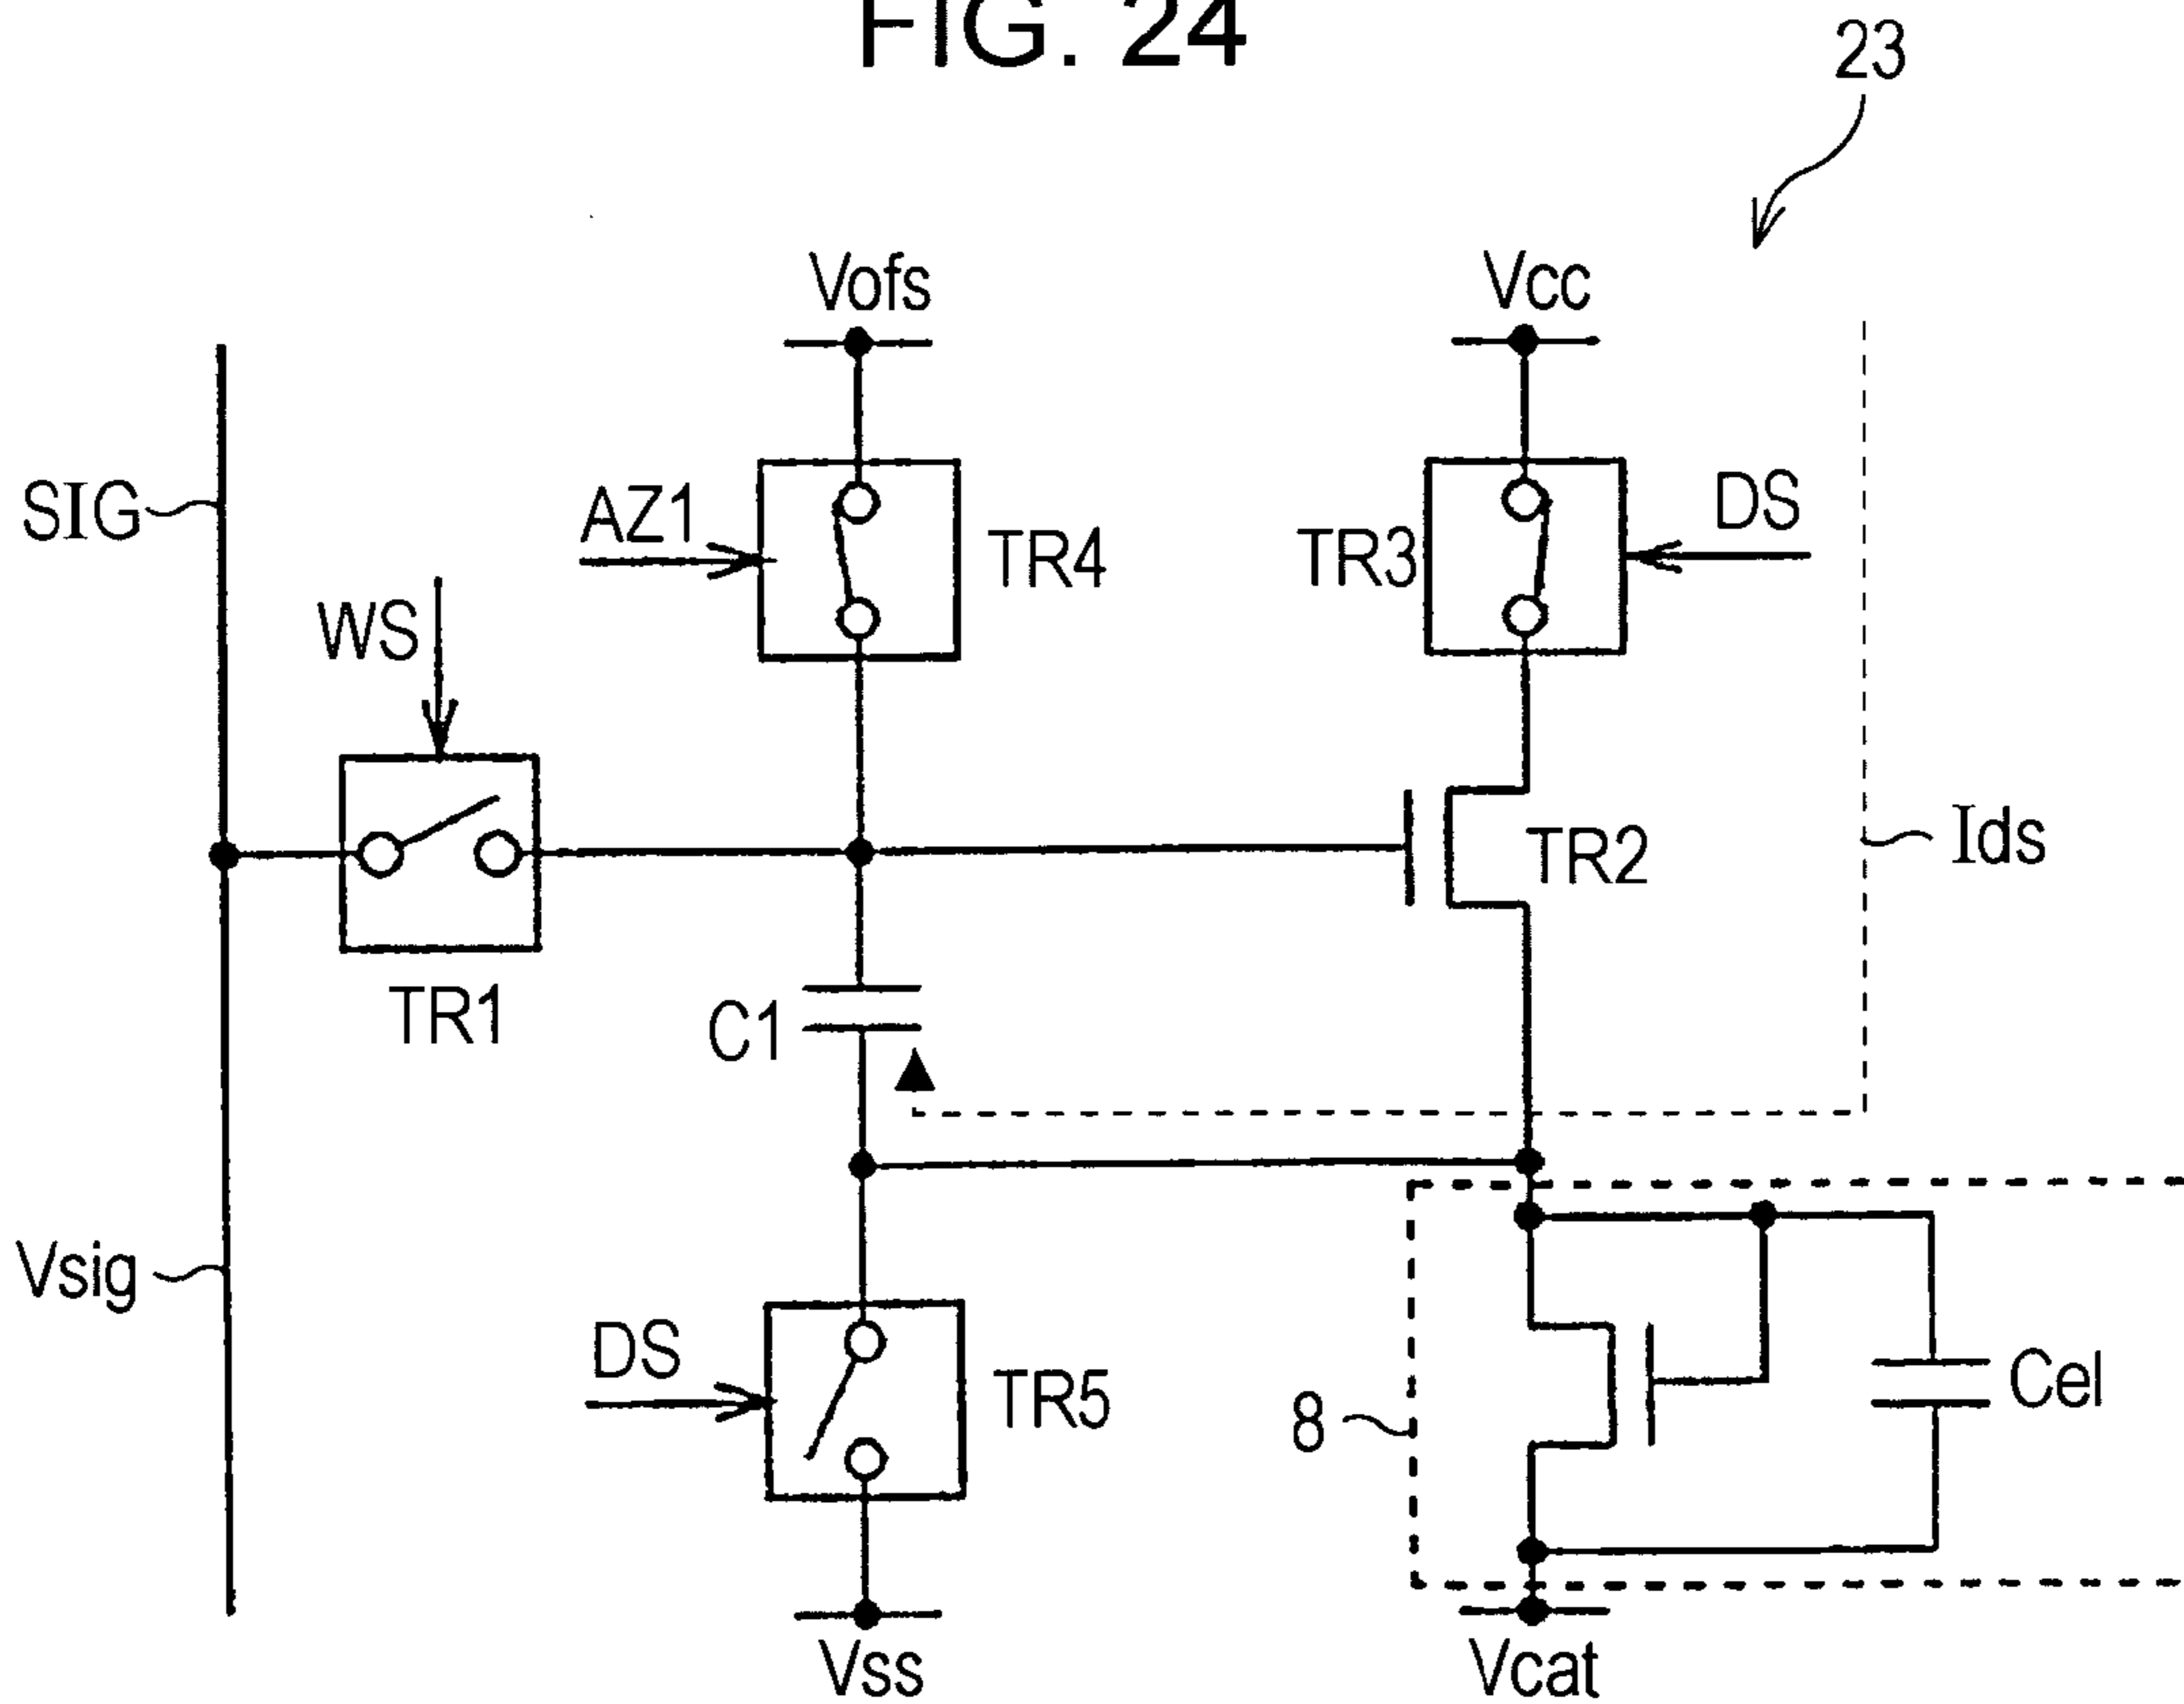 FIG. 24
23
Vofs
Vcc
SIG
AZ1
TR4
TR3
DS
WS
TR2
Ids
TR1
C1
Vsig
DS
TR5
8
Cel
Vss
Vcat